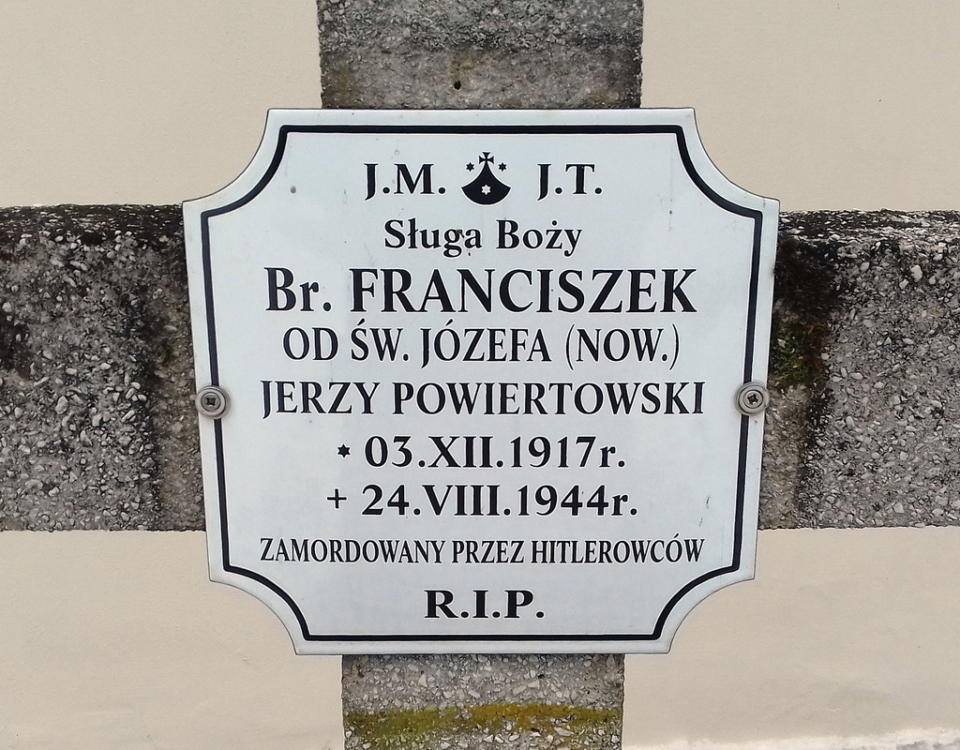 J.M. J.T.
Sługa Boży
Br. FRANCISZEK
OD ŚW. JÓZEFA (NOW.)
JERZY POWIERTOWSKI
* 03.XII.1917r.
+ 24.VIII.1944r.
ZAMORDOWANY PRZEZ HITLEROWCÓW
R.I.P.